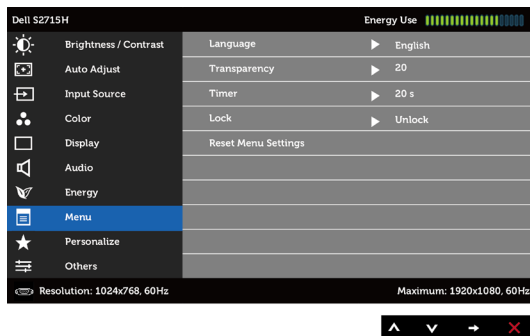 Dell S2715H Energy Use
Brightness / Contrast Language English
Auto Adjust Transparency 20
Input Source Timer 20 s
Color Lock Unlock
Display Reset Menu Settings
Audio
Energy
Menu
Personalize
Others
Resolution: 1024x768, 60Hz Maximum: 1920x1080, 60Hz